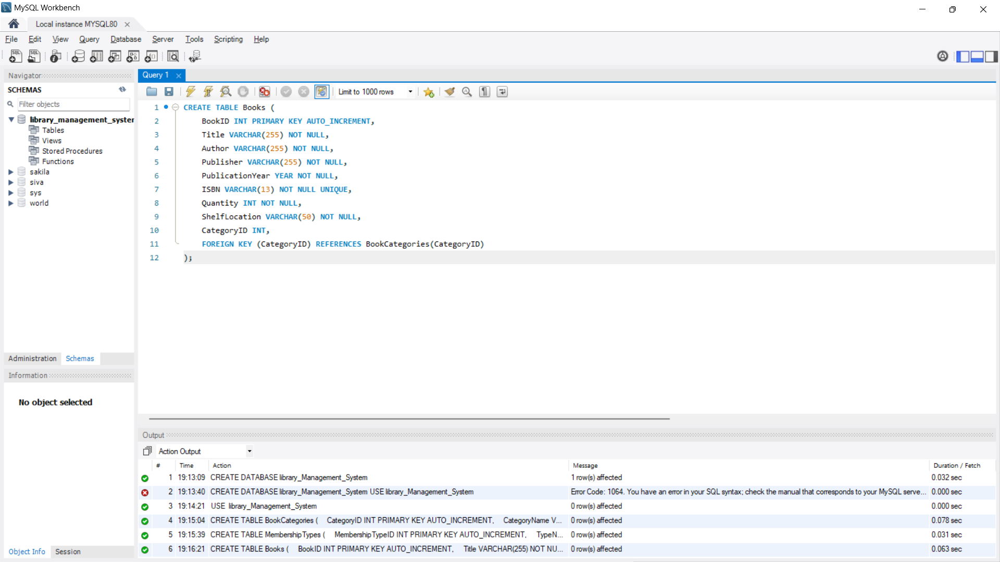 MySQL Workbench
Local instance MYSQL80
File Edit View Query Database Server Tools Scripting Help
Navigator
SCHEMAS
Filter objects
library_management_system
Tables
Views
Stored Procedures
Functions
sakila
siva
sys
world
Administration Schemas
Information
No object selected
Object Info Session
Query 1
Limit to 1000 rows
1 CREATE TABLE Books (
2 BookID INT PRIMARY KEY AUTO_INCREMENT,
3 Title VARCHAR(255) NOT NULL,
4 Author VARCHAR(255) NOT NULL,
5 Publisher VARCHAR(255) NOT NULL,
6 PublicationYear YEAR NOT NULL,
7 ISBN VARCHAR(13) NOT NULL UNIQUE,
8 Quantity INT NOT NULL,
9 ShelfLocation VARCHAR(50) NOT NULL,
10 CategoryID INT,
11 FOREIGN KEY (CategoryID) REFERENCES BookCategories(CategoryID)
12 );
Output
Action Output
# Time Action Message Duration / Fetch
1 19:13:09 CREATE DATABASE library_Management_System 1 row(s) affected 0.032 sec
2 19:13:40 CREATE DATABASE library_Management_System USE library_Management_System Error Code: 1064. You have an error in your SQL syntax; check the manual that corresponds to your MySQL serve... 0.000 sec
3 19:14:21 USE library_Management_System 0 row(s) affected 0.000 sec
4 19:15:04 CREATE TABLE BookCategories ( CategoryID INT PRIMARY KEY AUTO_INCREMENT, CategoryName V... 0 row(s) affected 0.078 sec
5 19:15:39 CREATE TABLE MembershipTypes ( MembershipTypeID INT PRIMARY KEY AUTO_INCREMENT, TypeN... 0 row(s) affected 0.031 sec
6 19:16:21 CREATE TABLE Books ( BookID INT PRIMARY KEY AUTO_INCREMENT, Title VARCHAR(255) NOT NU... 0 row(s) affected 0.063 sec